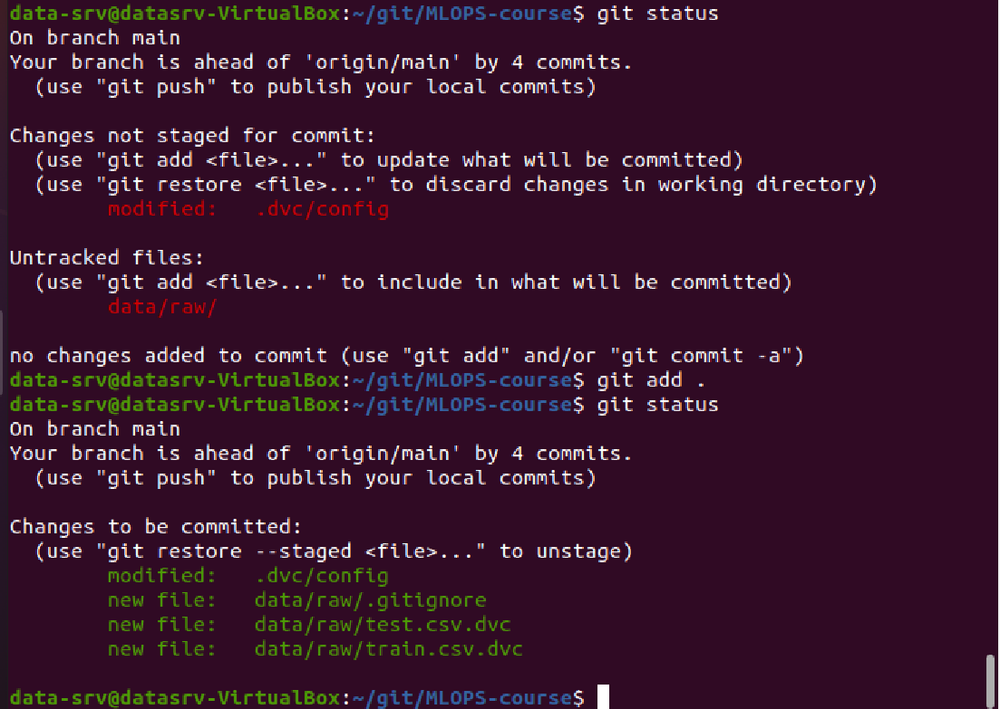 data-srv@datasrv-VirtualBox:~/git/MLOPS-course$ git status
On branch main
Your branch is ahead of 'origin/main' by 4 commits.
  (use "git push" to publish your local commits)

Changes not staged for commit:
  (use "git add <file>..." to update what will be committed)
  (use "git restore <file>..." to discard changes in working directory)
        modified:   .dvc/config

Untracked files:
  (use "git add <file>..." to include in what will be committed)
        data/raw/

no changes added to commit (use "git add" and/or "git commit -a")
data-srv@datasrv-VirtualBox:~/git/MLOPS-course$ git add .
data-srv@datasrv-VirtualBox:~/git/MLOPS-course$ git status
On branch main
Your branch is ahead of 'origin/main' by 4 commits.
  (use "git push" to publish your local commits)

Changes to be committed:
  (use "git restore --staged <file>..." to unstage)
        modified:   .dvc/config
        new file:   data/raw/.gitignore
        new file:   data/raw/test.csv.dvc
        new file:   data/raw/train.csv.dvc

data-srv@datasrv-VirtualBox:~/git/MLOPS-course$